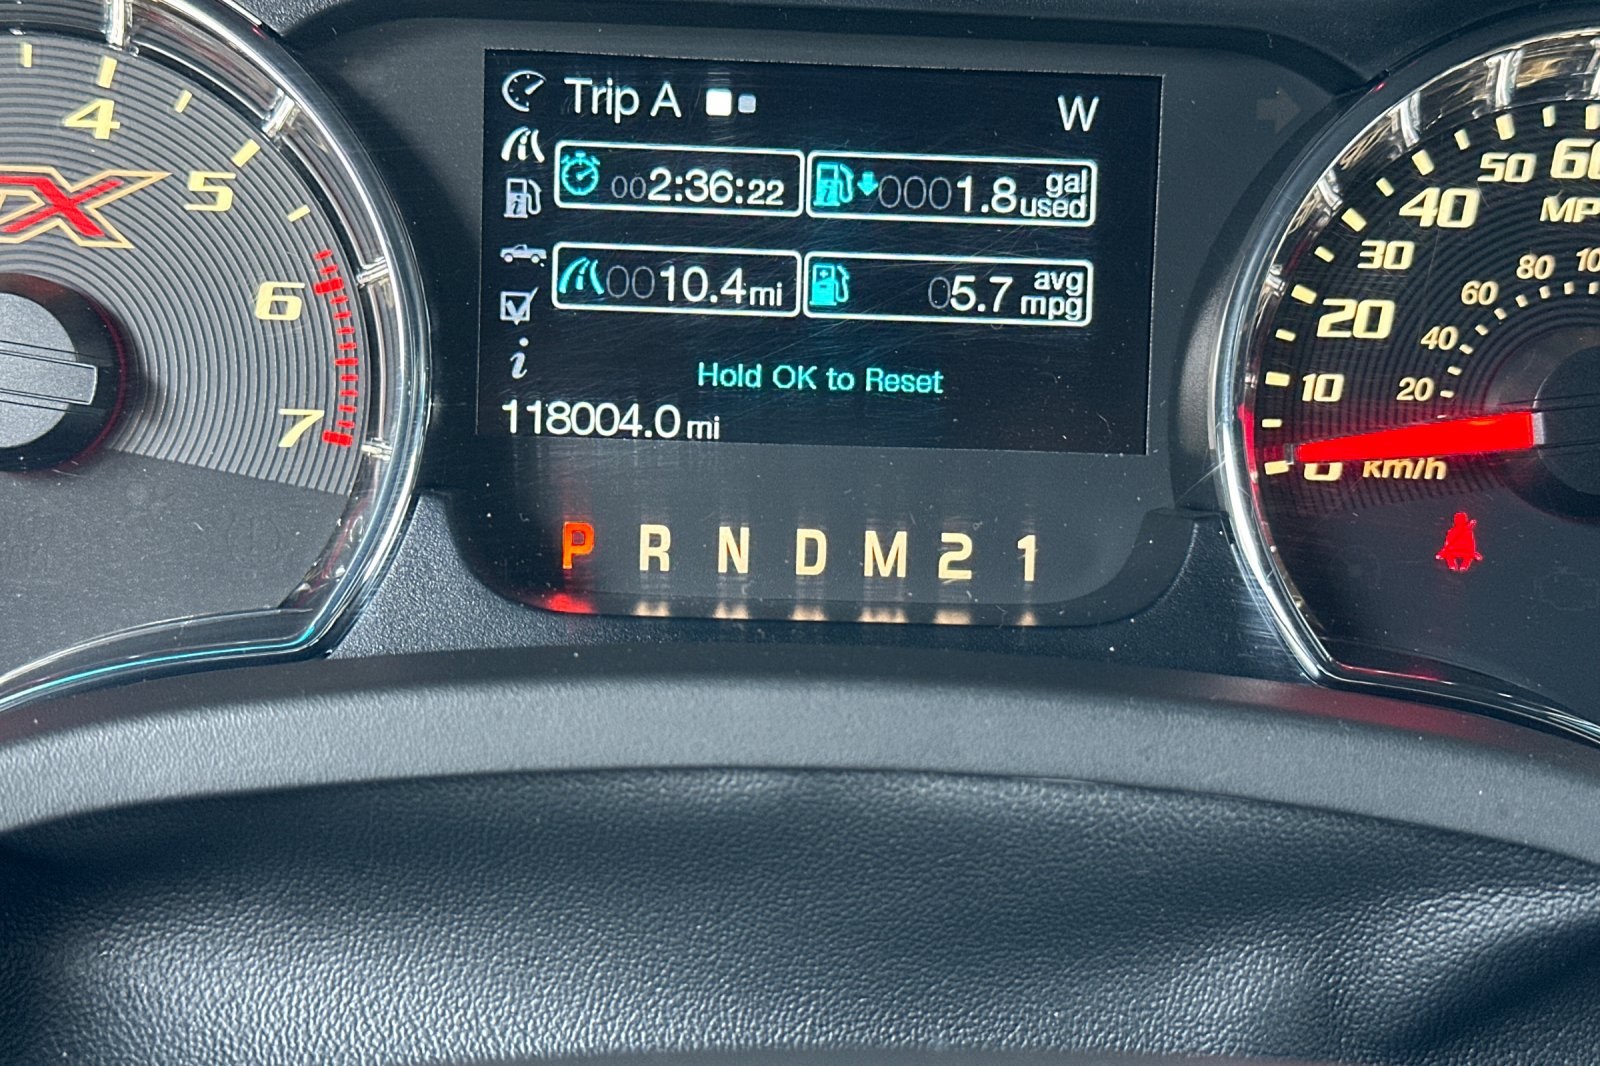 Trip A
W
002:36:22
0001.8 gal used
0010.4 mi
05.7 avg mpg
Hold OK to Reset
118004.0 mi
P R N D M 2 1
4
5
6
7
0
10
20
30
40
50
20
40
60
80
km/h